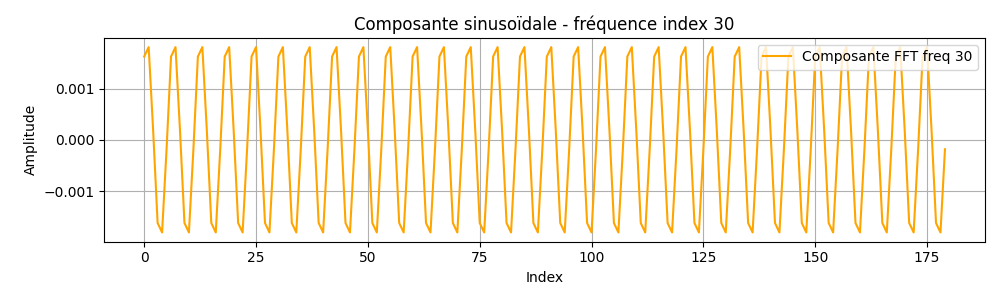 Composante sinusoïdale - fréquence index 30
Composante FFT freq 30
Amplitude
0.001
0.000
−0.001
0 25 50 75 100 125 150 175
Index